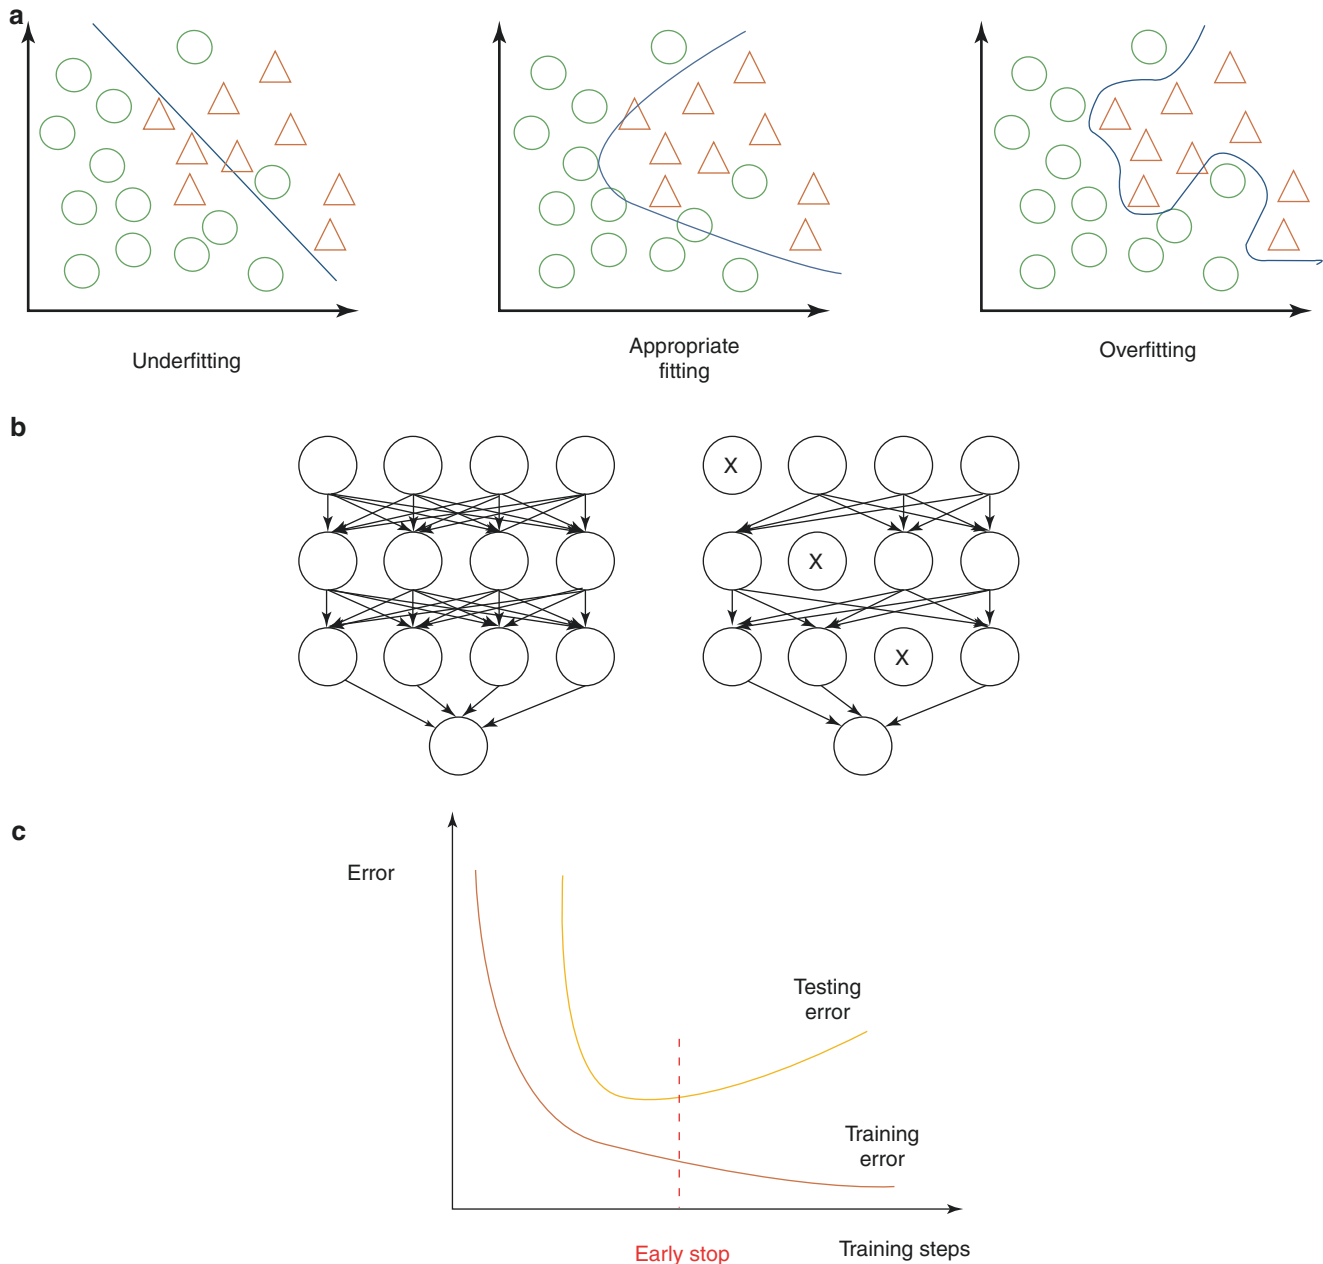 a
Underfitting
Appropriate
fitting
Overfitting
b
X
X
X
c
Error
Testing
error
Training
error
Early stop
Training steps